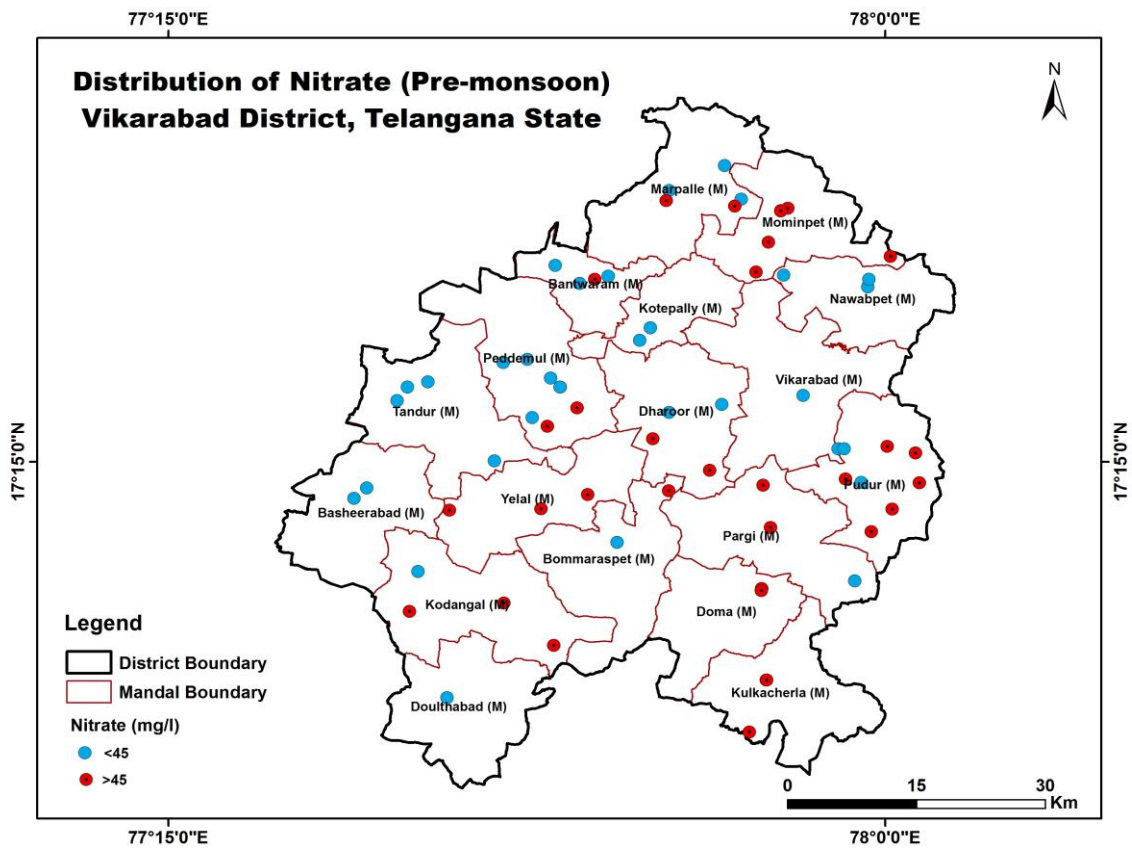 77°15'0"E
78°0'0"E
Distribution of Nitrate (Pre-monsoon)
Vikarabad District, Telangana State
N
Marpalle (M)
Mominpet (M)
Bantwaram (M)
Nawabpet (M)
Kotepally (M)
Peddemul (M)
Vikarabad (M)
Tandur (M)
Dharoor (M)
17°15'0"N
17°15'0"N
Pudur (M)
Yelal (M)
Basheerabad (M)
Pargi (M)
Bommaraspet (M)
Kodangal (M)
Doma (M)
Legend
District Boundary
Mandal Boundary
Kulkacherla (M)
Doulthabad (M)
Nitrate (mg/l)
<45
>45
0
15
30
Km
77°15'0"E
78°0'0"E